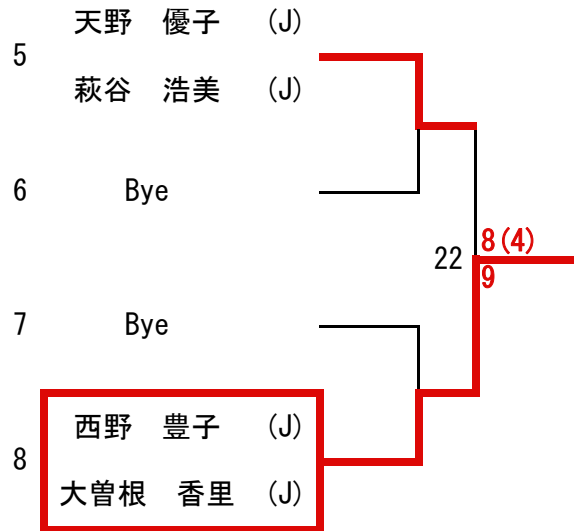 天野 優子 (J)
5
萩谷 浩美 (J)
6 Bye
8(4)
22
9
7 Bye
西野 豊子 (J)
8
大曽根 香里 (J)